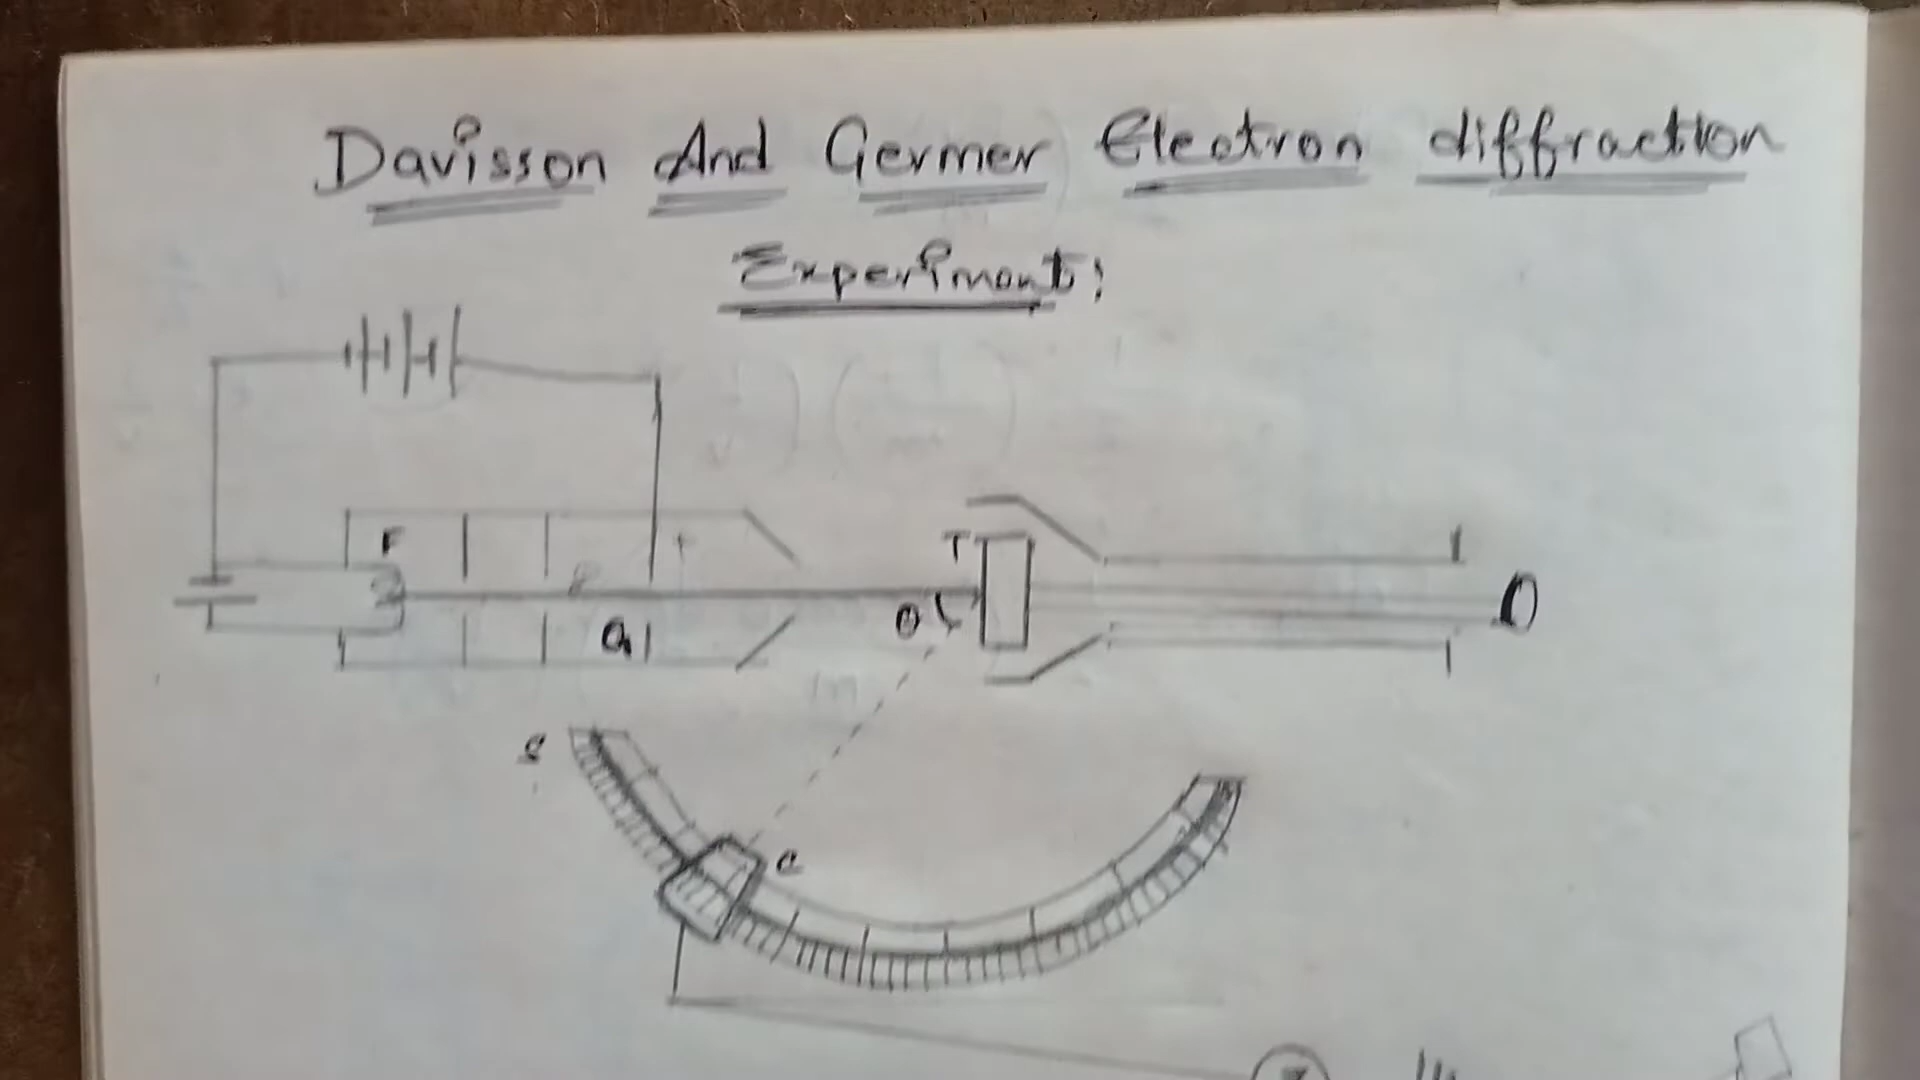 Davisson And Germer Electron diffraction
Experiment:
F
T
θ
G
S
C